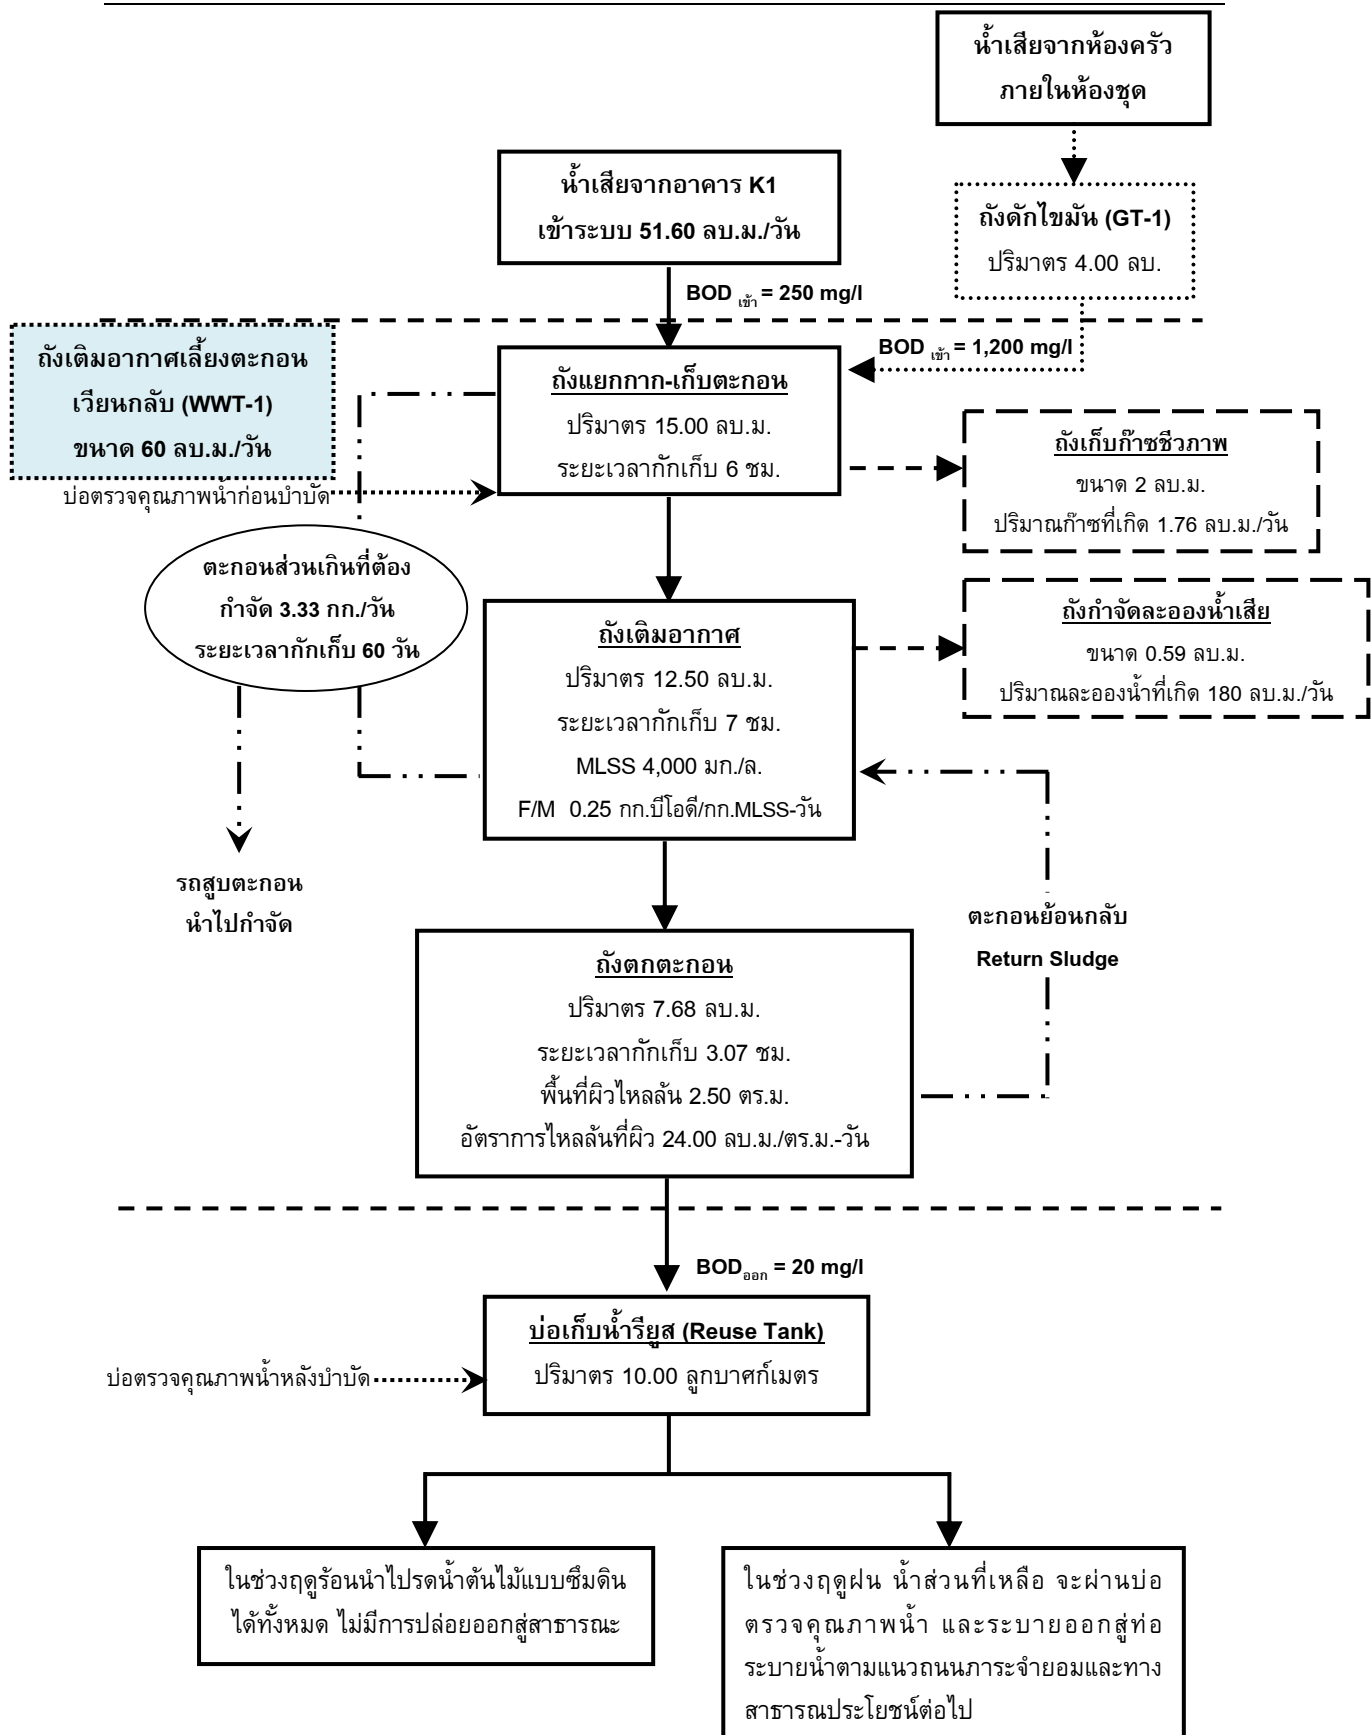 น้ำเสียจากห้องครัว
ภายในห้องชุด
น้ำเสียจากอาคาร K1
เข้าระบบ 51.60 ลบ.ม./วัน
ถังดักไขมัน (GT-1)
ปริมาตร 4.00 ลบ.
BOD เข้า = 250 mg/l
BOD เข้า = 1,200 mg/l
ถังเติมอากาศเลี้ยงตะกอน
เวียนกลับ (WWT-1)
ขนาด 60 ลบ.ม./วัน
บ่อตรวจคุณภาพน้ำก่อนบำบัด
ถังแยกกาก-เก็บตะกอน
ปริมาตร 15.00 ลบ.ม.
ระยะเวลากักเก็บ 6 ชม.
ถังเก็บก๊าซชีวภาพ
ขนาด 2 ลบ.ม.
ปริมาณก๊าซที่เกิด 1.76 ลบ.ม./วัน
ตะกอนส่วนเกินที่ต้อง
กำจัด 3.33 กก./วัน
ระยะเวลากักเก็บ 60 วัน
ถังเติมอากาศ
ปริมาตร 12.50 ลบ.ม.
ระยะเวลากักเก็บ 7 ชม.
MLSS 4,000 มก./ล.
F/M 0.25 กก.บีโอดี/กก.MLSS-วัน
ถังกำจัดละอองน้ำเสีย
ขนาด 0.59 ลบ.ม.
ปริมาณละอองน้ำที่เกิด 180 ลบ.ม./วัน
รถสูบตะกอน
นำไปกำจัด
ตะกอนย้อนกลับ
Return Sludge
ถังตกตะกอน
ปริมาตร 7.68 ลบ.ม.
ระยะเวลากักเก็บ 3.07 ชม.
พื้นที่ผิวไหลล้น 2.50 ตร.ม.
อัตราการไหลล้นที่ผิว 24.00 ลบ.ม./ตร.ม.-วัน
BODออก = 20 mg/l
บ่อเก็บน้ำรียูส (Reuse Tank)
ปริมาตร 10.00 ลูกบาศก์เมตร
บ่อตรวจคุณภาพน้ำหลังบำบัด
ในช่วงฤดูร้อนนำไปรดน้ำต้นไม้แบบซึมดิน
ได้ทั้งหมด ไม่มีการปล่อยออกสู่สาธารณะ
ในช่วงฤดูฝน น้ำส่วนที่เหลือ จะผ่านบ่อ
ตรวจคุณภาพน้ำ และระบายออกสู่ท่อ
ระบายน้ำตามแนวถนนภาระจำยอมและทาง
สาธารณประโยชน์ต่อไป